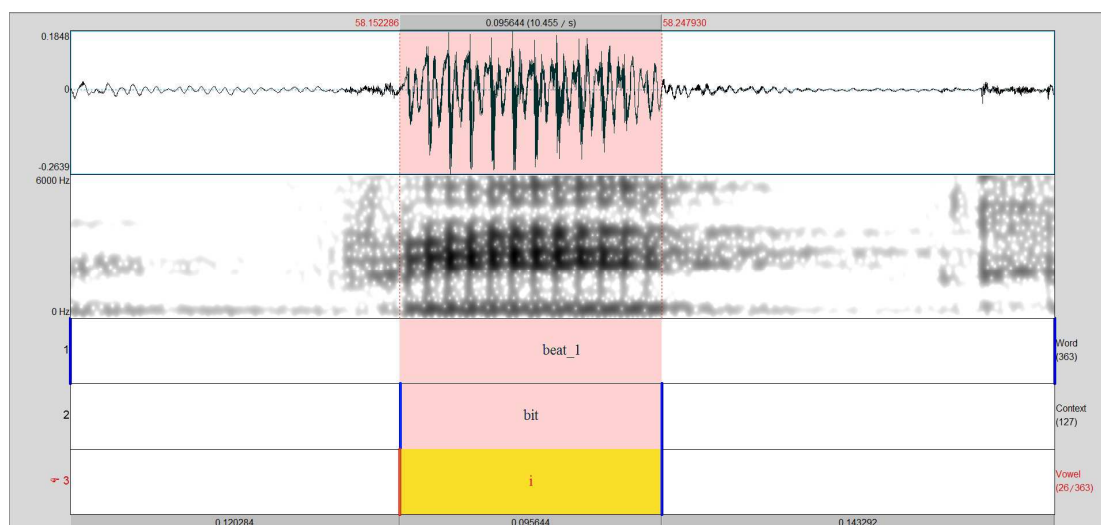 58.152286 0.095644 (10.455 / s) 58.247930
0.1848
0
-0.2639
6000 Hz
0 Hz
1 beat_1 Word
(363)
2 bit Context
(127)
3 i Vowel
(26/363)
0.120284 0.095644 0.143292